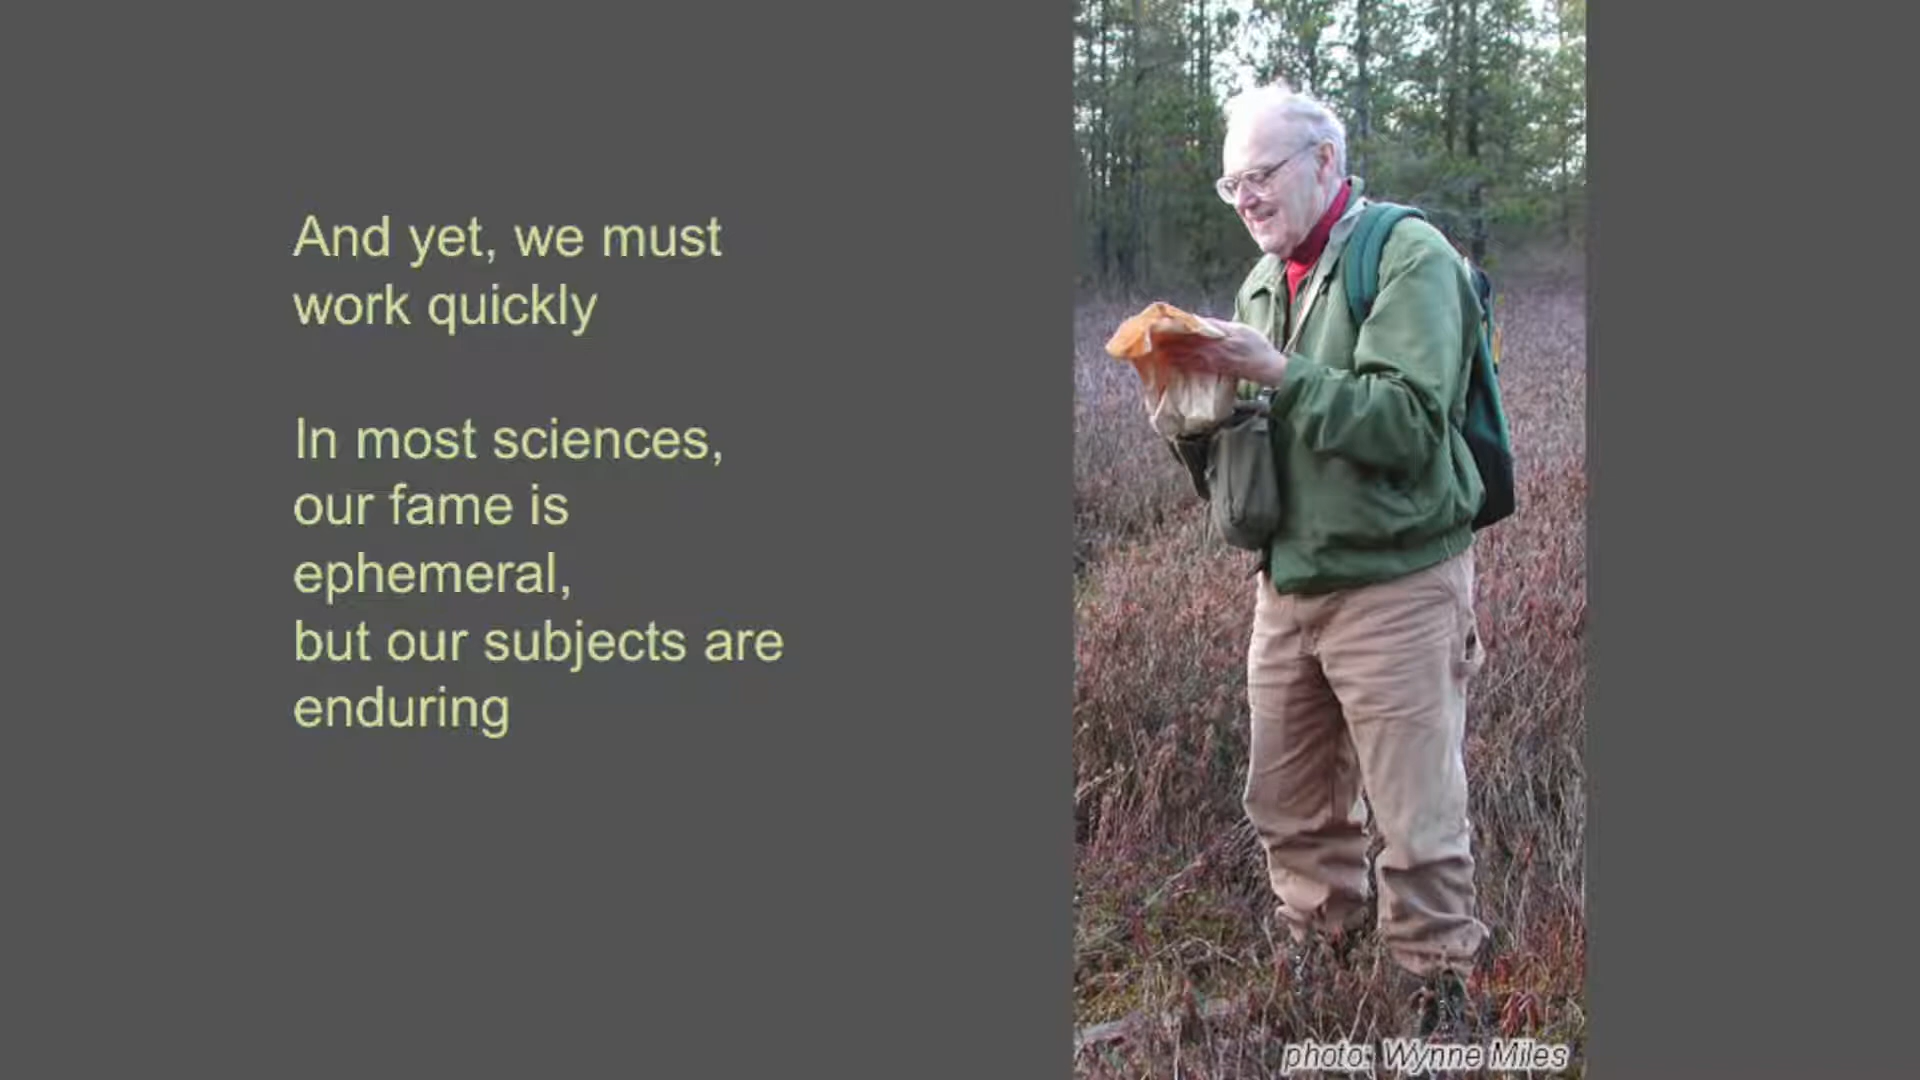 And yet, we must
work quickly
In most sciences,
our fame is
ephemeral,
but our subjects are
enduring
photo: Wynne Miles